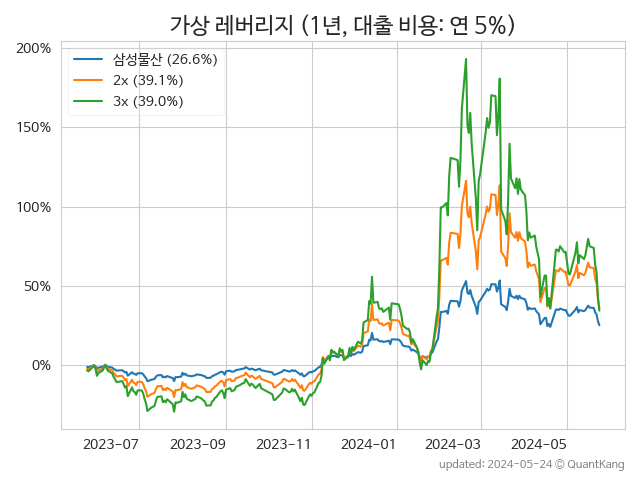 가상 레버리지 (1년, 대출 비용: 연 5%)
200%
150%
100%
50%
0%
삼성물산 (26.6%)
2x (39.1%)
3x (39.0%)
2023-07 2023-09 2023-11 2024-01 2024-03 2024-05
updated: 2024-05-24 © QuantKang